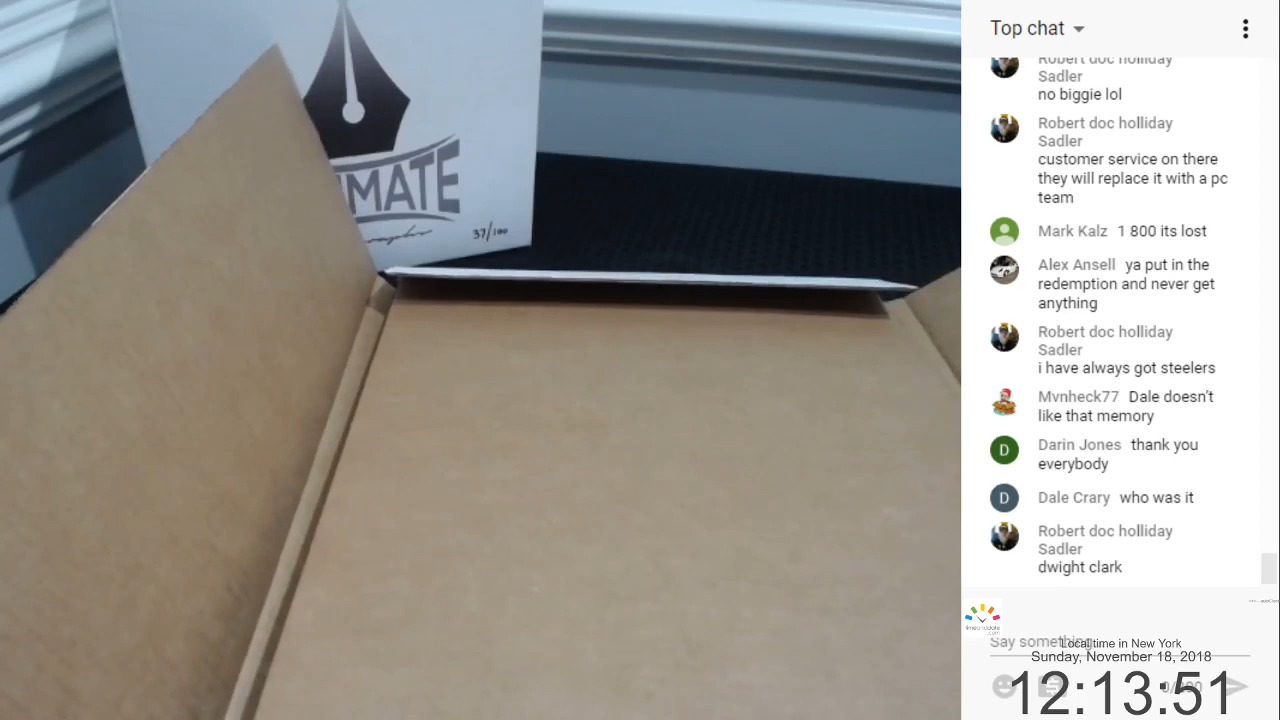 IMATE
37/100
Top chat
Robert doc holliday
Sadler
no biggie lol
Robert doc holliday
Sadler
customer service on there
they will replace it with a pc
team
Mark Kalz 1 800 its lost
Alex Ansell ya put in the
redemption and never get
anything
Robert doc holliday
Sadler
i have always got steelers
Mvnheck77 Dale doesn't
like that memory
D Darin Jones thank you
everybody
D Dale Crary who was it
Robert doc holliday
Sadler
dwight clark
Say something...
Local time in New York
Sunday, November 18, 2018
12:13:51